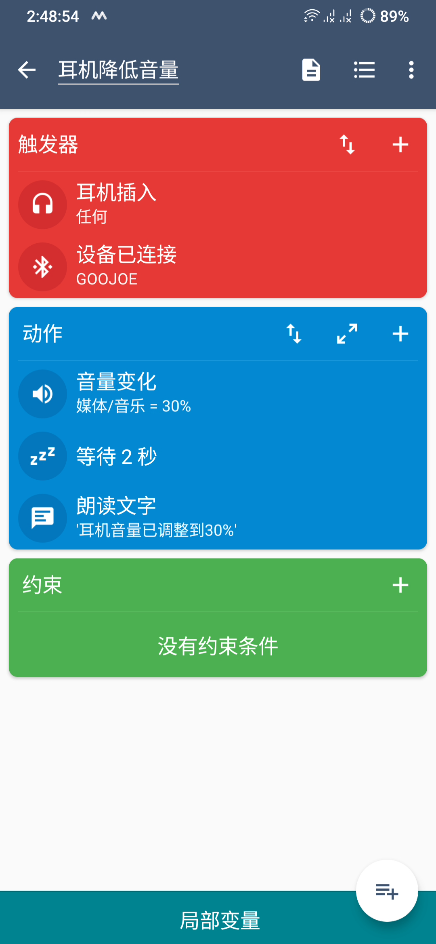 2:48:54
89%
耳机降低音量
触发器
耳机插入
任何
设备已连接
GOOJOE
动作
音量变化
媒体/音乐 = 30%
等待 2 秒
朗读文字
'耳机音量已调整到30%'
约束
没有约束条件
局部变量